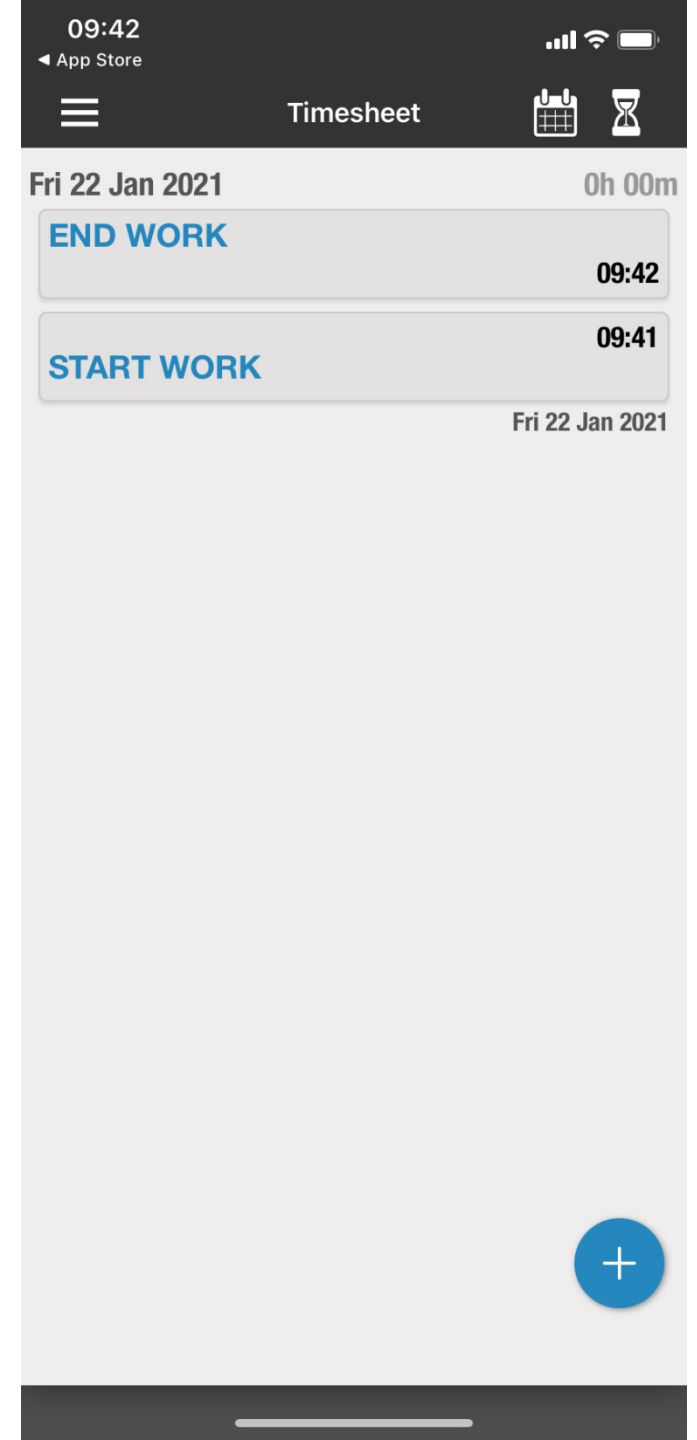 09:42
◀ App Store
Timesheet
Fri 22 Jan 2021 0h 00m
END WORK
09:42
09:41
START WORK
Fri 22 Jan 2021